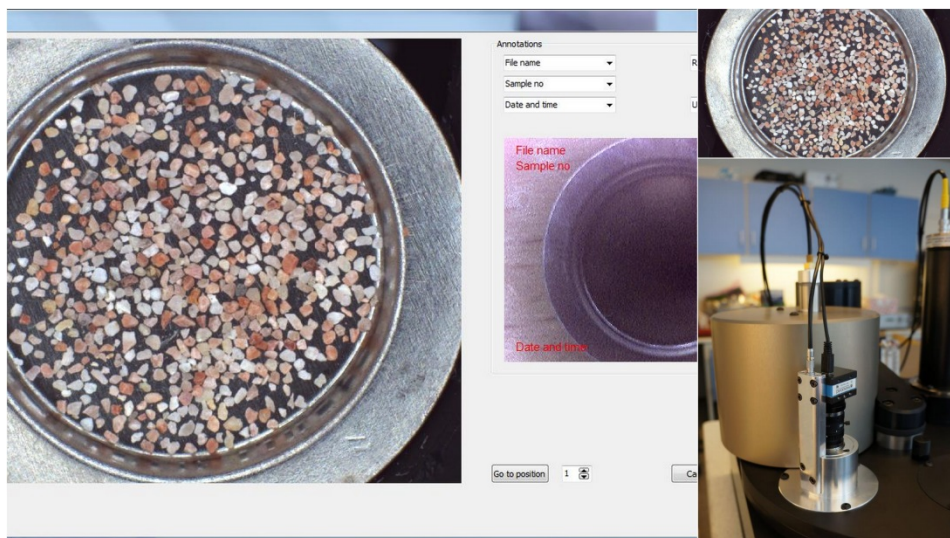 Annotations
File name
R
Sample no
Date and time
U
File name
Sample no
Date and time
Go to position
1
Ca